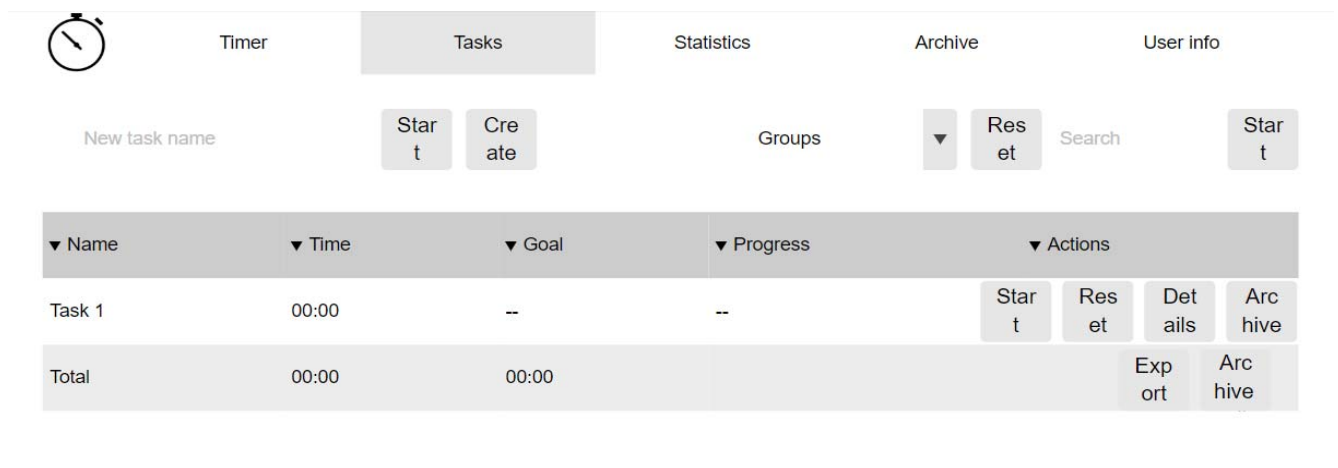 Timer Tasks Statistics Archive User info
New task name Star Cre Groups ▼ Res Search Star
t ate et t
▼ Name ▼ Time ▼ Goal ▼ Progress ▼ Actions
Task 1 00:00 -- -- Star Res Det Arc
t et ails hive
Total 00:00 00:00 Exp Arc
ort hive